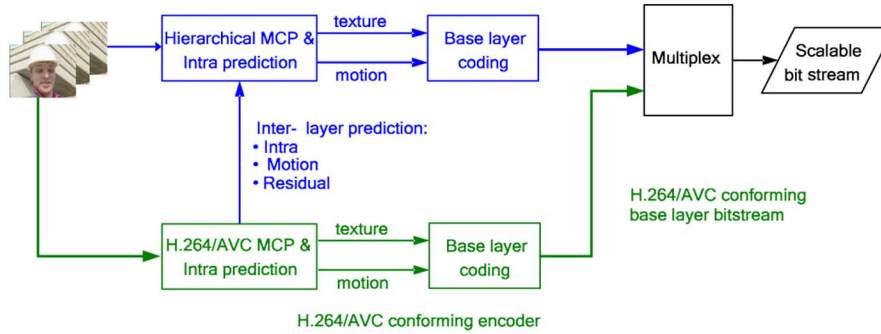 texture
Hierarchical MCP &
Intra prediction
Base layer
coding
motion
Multiplex
Scalable
bit stream
Inter- layer prediction:
• Intra
• Motion
• Residual
H.264/AVC conforming
base layer bitstream
texture
H.264/AVC MCP &
Intra prediction
Base layer
coding
motion
H.264/AVC conforming encoder